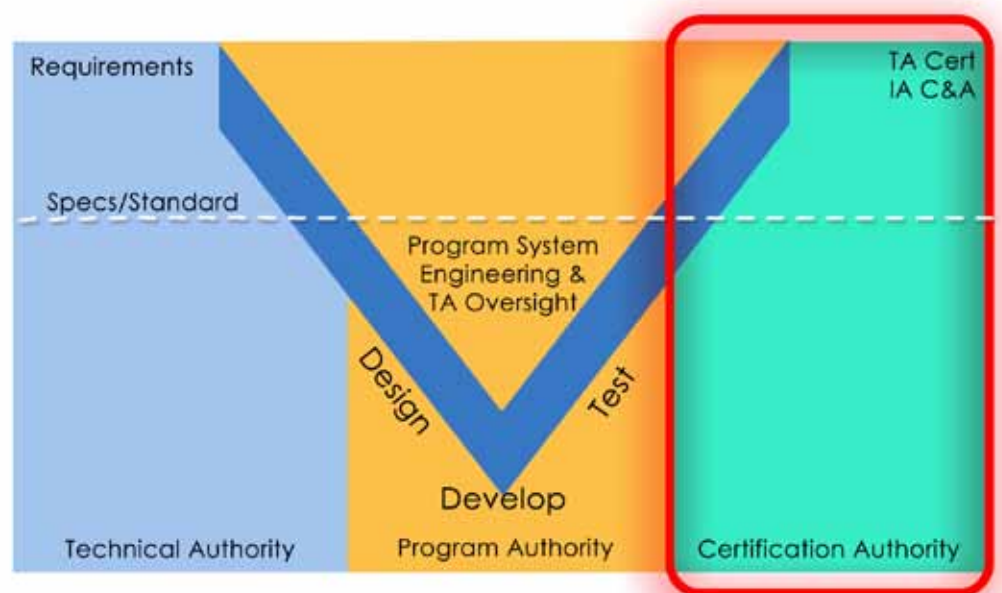 Requirements
TA Cert
IA C&A
Specs/Standard
Program System
Engineering &
TA Oversight
Design
Test
Develop
Technical Authority
Program Authority
Certification Authority